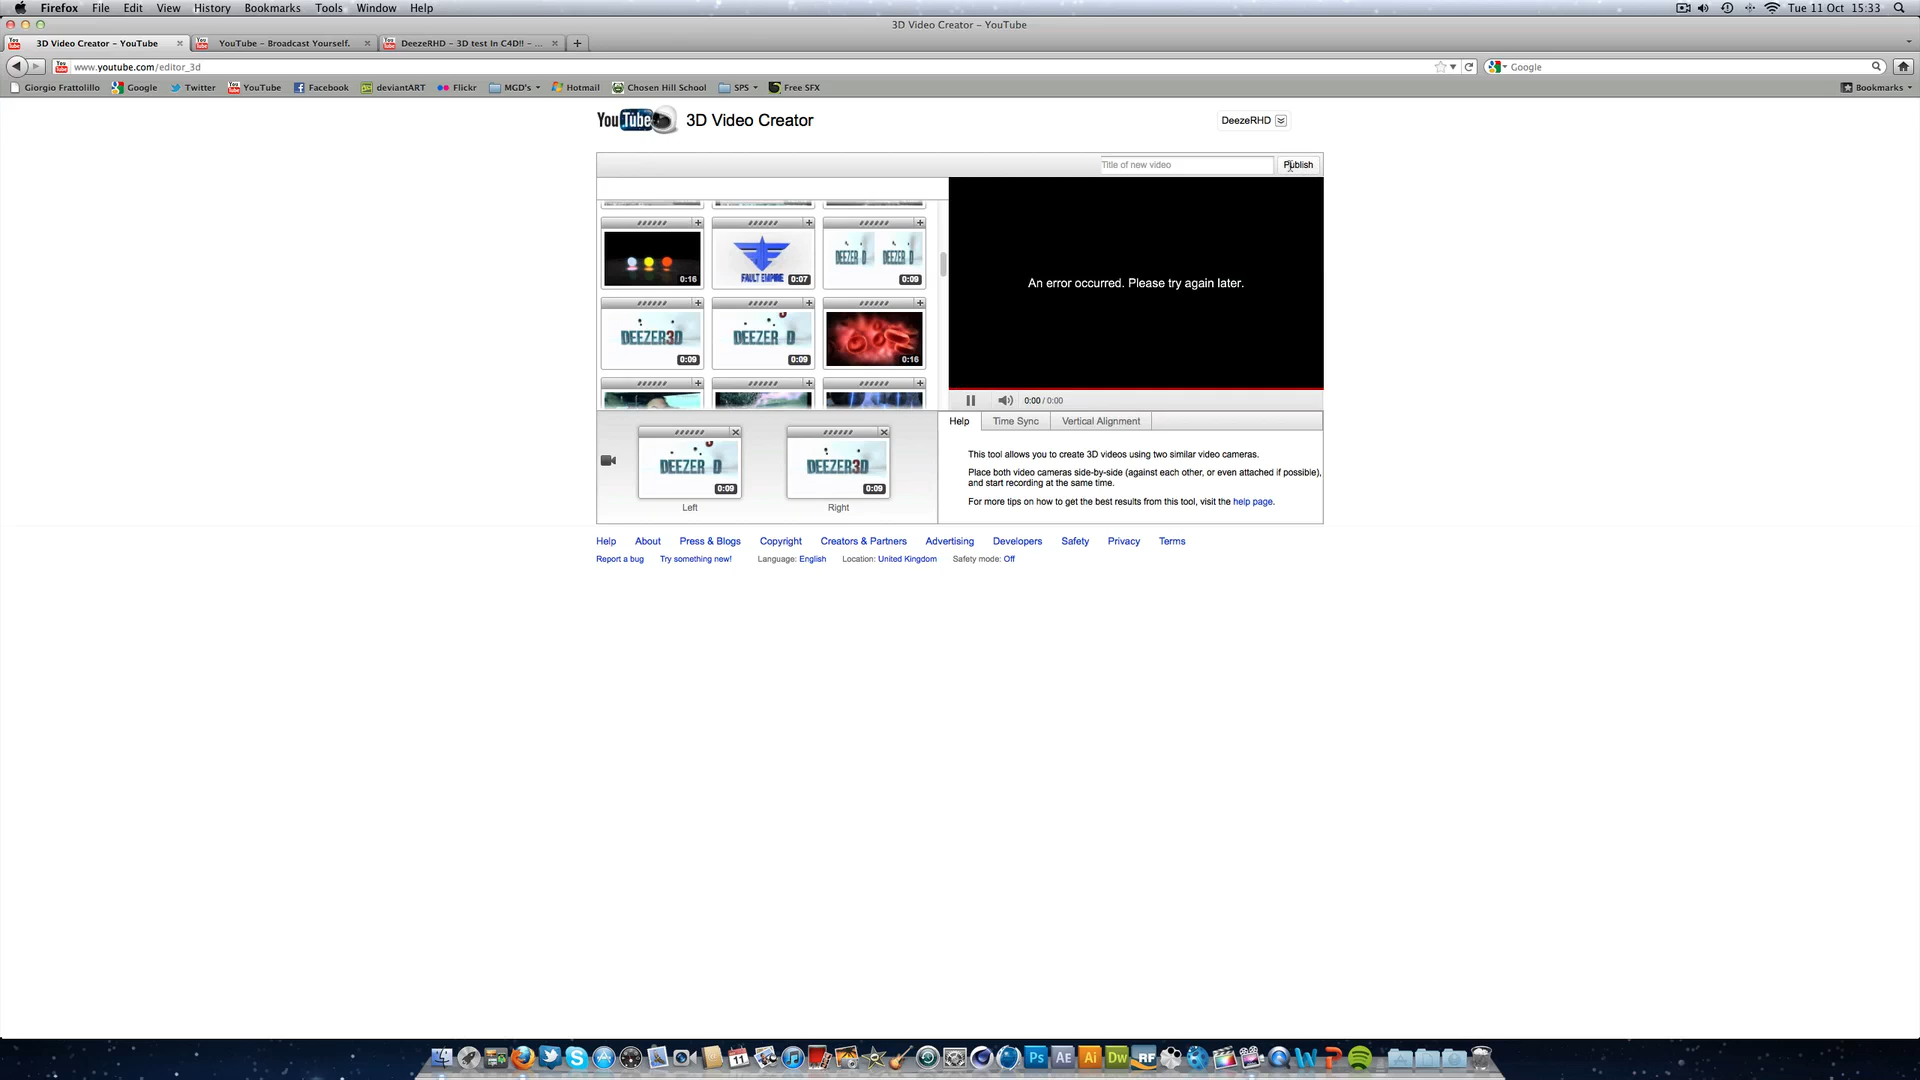 Firefox File Edit View History Bookmarks Tools Window Help Tue 11 Oct 15:33
3D Video Creator – YouTube
3D Video Creator – YouTube YouTube – Broadcast Yourself. DeezeRHD – 3D test In C4D!! – ...
www.youtube.com/editor_3d Google
Giorgio Frattolillo Google Twitter YouTube Facebook deviantART Flickr MGD's Hotmail Chosen Hill School SPS Free SFX Bookmarks
YouTube 3D Video Creator DeezeRHD
Title of new video Publish
0:16 FAULT EMPIRE 0:07 DEEZER D DEEZER D 0:09
An error occurred. Please try again later.
DEEZER3D 0:09 DEEZER D 0:09 0:16
0:00 / 0:00
Help Time Sync Vertical Alignment
DEEZER D 0:09 DEEZER3D 0:09
Left Right
This tool allows you to create 3D videos using two similar video cameras.
Place both video cameras side-by-side (against each other, or even attached if possible),
and start recording at the same time.
For more tips on how to get the best results from this tool, visit the help page.
Help About Press & Blogs Copyright Creators & Partners Advertising Developers Safety Privacy Terms
Report a bug Try something new! Language: English Location: United Kingdom Safety mode: Off
11 Ps AE Ai Dw RF